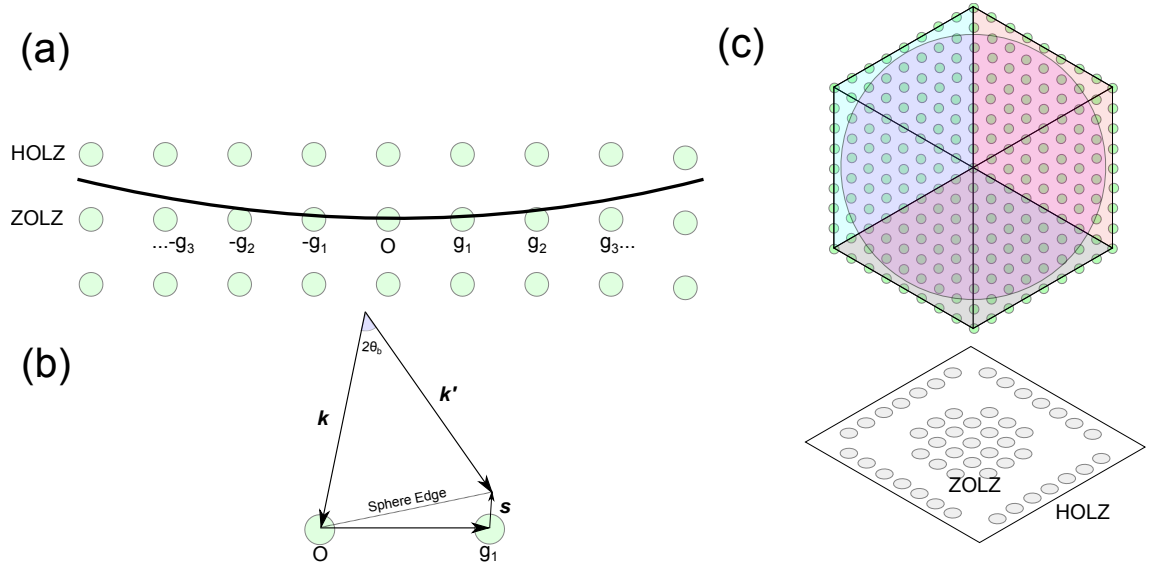 (a)
HOLZ
ZOLZ
...-g3 -g2 -g1 O g1 g2 g3...
(b)
2θb
k
k'
Sphere Edge
s
O
g1
(c)
ZOLZ
HOLZ